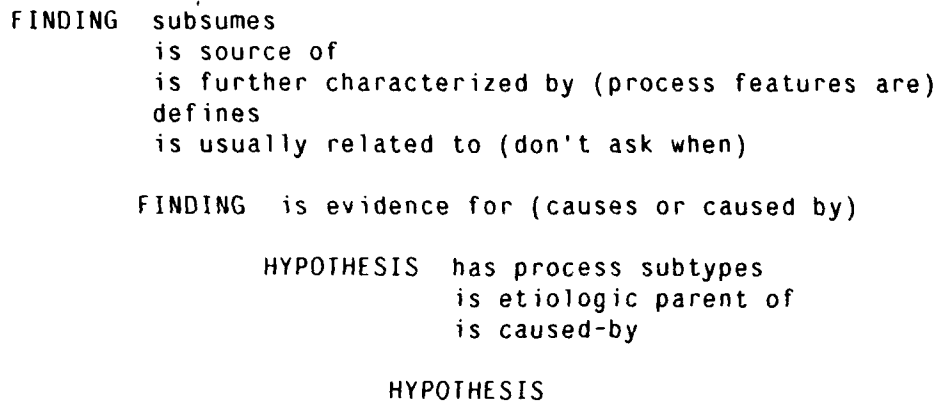 FINDING subsumes
is source of
is further characterized by (process features are)
defines
is usually related to (don't ask when)
FINDING is evidence for (causes or caused by)
HYPOTHESIS has process subtypes
is etiologic parent of
is caused-by
HYPOTHESIS